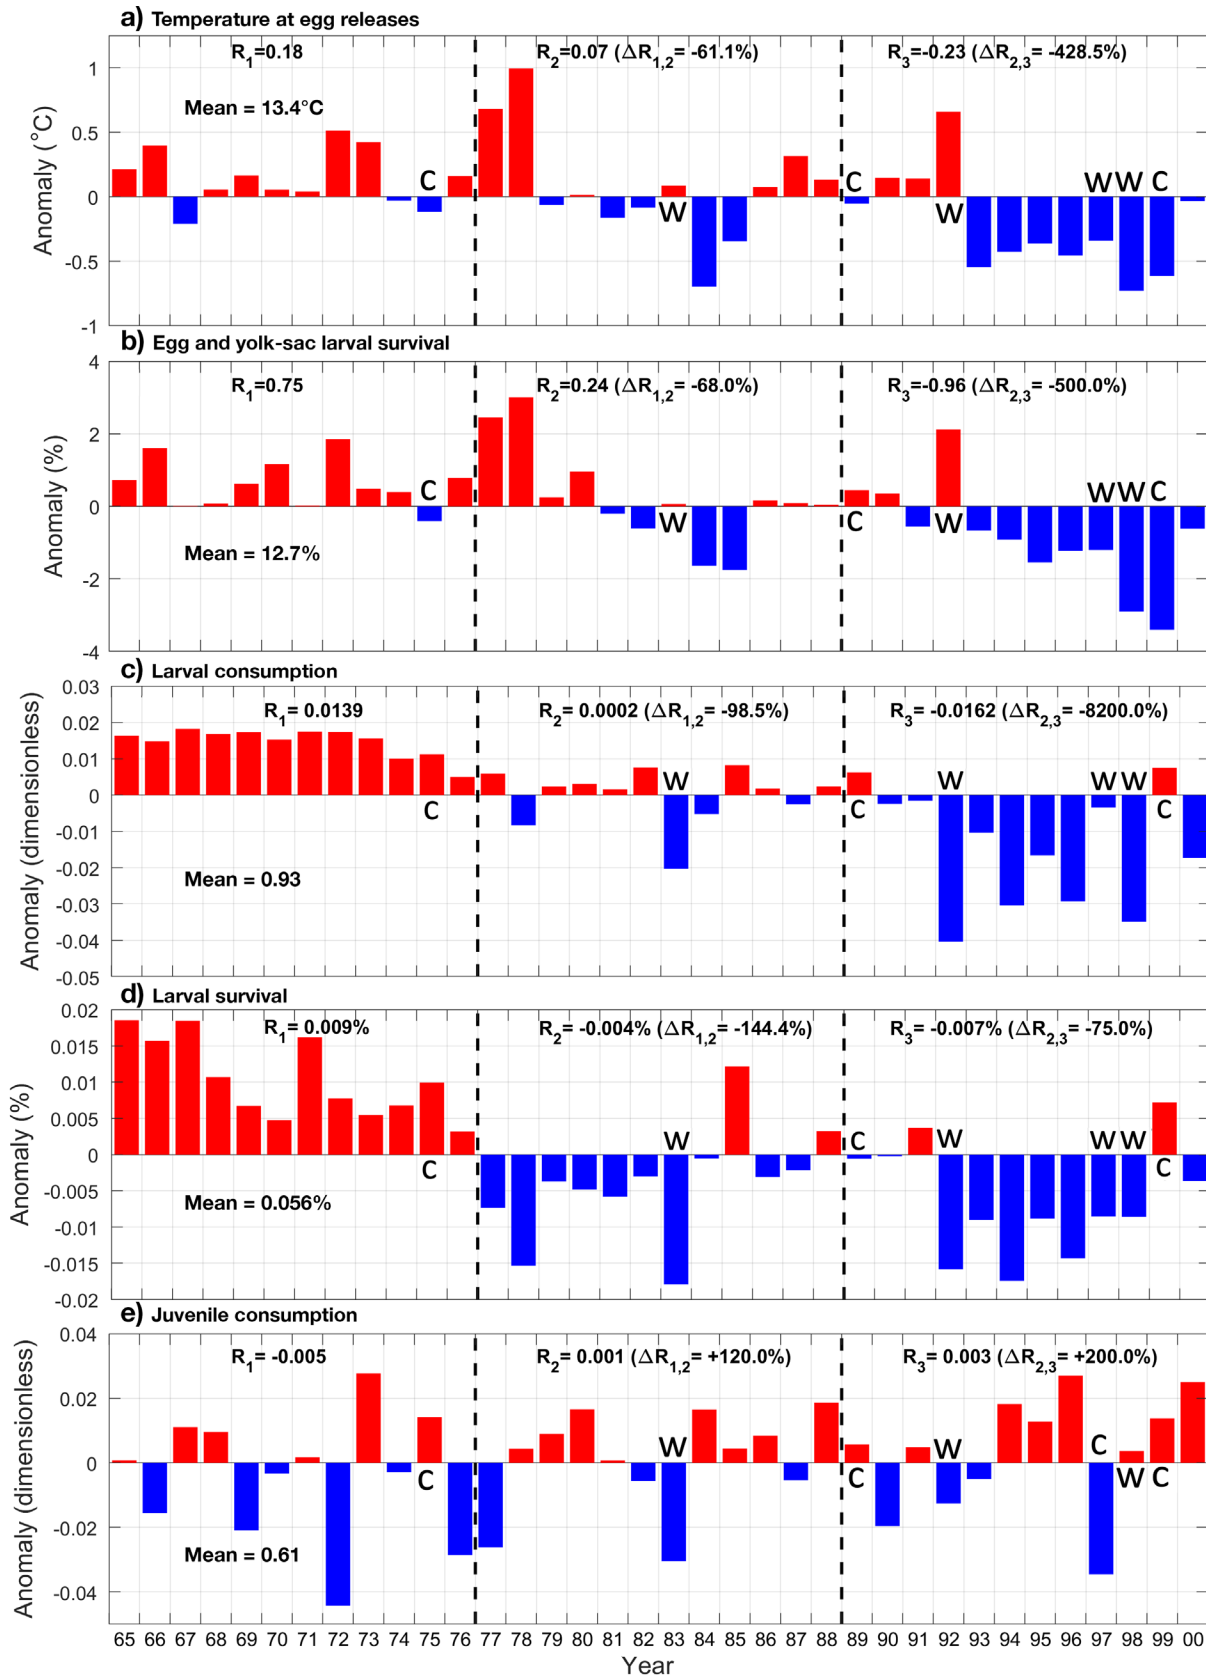 a) Temperature at egg releases
R1=0.18
R2=0.07 (ΔR1,2= -61.1%)
R3=-0.23 (ΔR2,3= -428.5%)
Mean = 13.4°C
Anomaly (°C)
1
0.5
0
-0.5
-1
C
W
C
W
W W C
b) Egg and yolk-sac larval survival
R1=0.75
R2=0.24 (ΔR1,2= -68.0%)
R3=-0.96 (ΔR2,3= -500.0%)
Mean = 12.7%
Anomaly (%)
4
2
0
-2
-4
C
W
C
W
W W C
c) Larval consumption
R1= 0.0139
R2= 0.0002 (ΔR1,2= -98.5%)
R3= -0.0162 (ΔR2,3= -8200.0%)
Mean = 0.93
Anomaly (dimensionless)
0.03
0.02
0.01
0
-0.01
-0.02
-0.03
-0.04
-0.05
C
W
C
W
W W C
d) Larval survival
R1= 0.009%
R2= -0.004% (ΔR1,2= -144.4%)
R3= -0.007% (ΔR2,3= -75.0%)
Mean = 0.056%
Anomaly (%)
0.02
0.015
0.01
0.005
0
-0.005
-0.01
-0.015
-0.02
C
W
C
W
W W C
e) Juvenile consumption
R1= -0.005
R2= 0.001 (ΔR1,2= +120.0%)
R3= 0.003 (ΔR2,3= +200.0%)
Mean = 0.61
Anomaly (dimensionless)
0.04
0.02
0
-0.02
-0.04
C
W
C
W
C
W C
65 66 67 68 69 70 71 72 73 74 75 76 77 78 79 80 81 82 83 84 85 86 87 88 89 90 91 92 93 94 95 96 97 98 99 00
Year